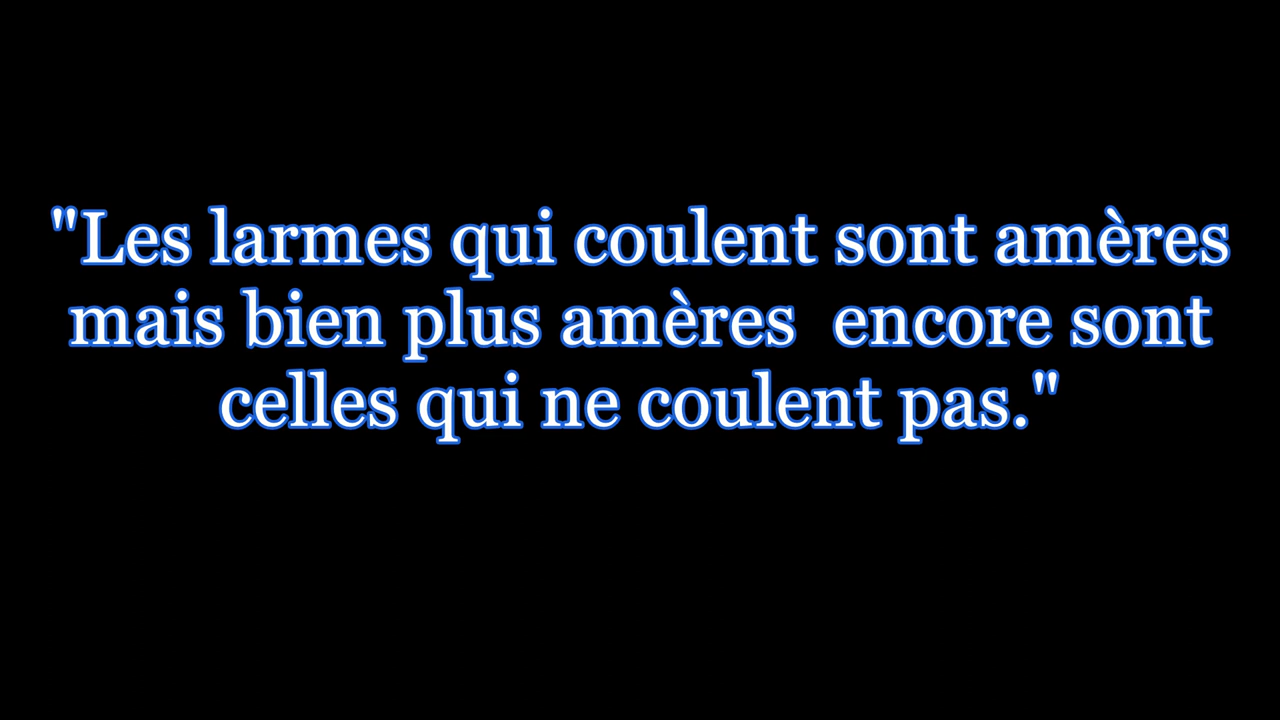 "Les larmes qui coulent sont amères
mais bien plus amères  encore sont
celles qui ne coulent pas."